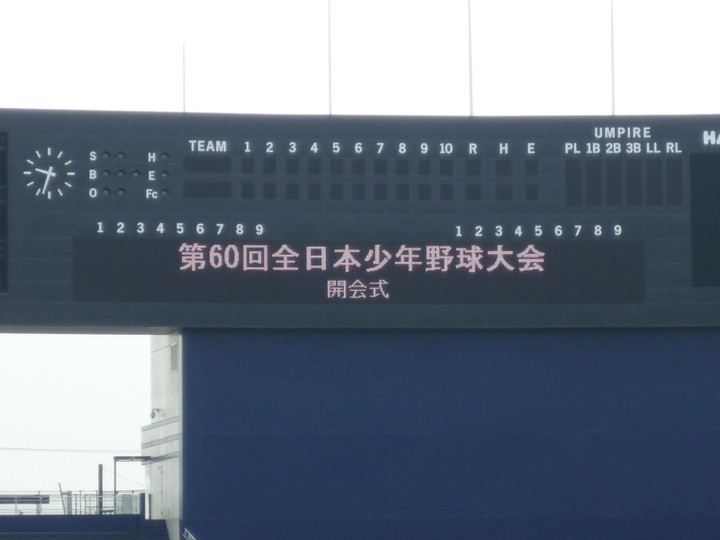 UMPIRE
TEAM 1 2 3 4 5 6 7 8 9 10 R H E PL 1B 2B 3B LL RL
S H
B E
O Fc
1 2 3 4 5 6 7 8 9 1 2 3 4 5 6 7 8 9
第60回全日本少年野球大会
開会式